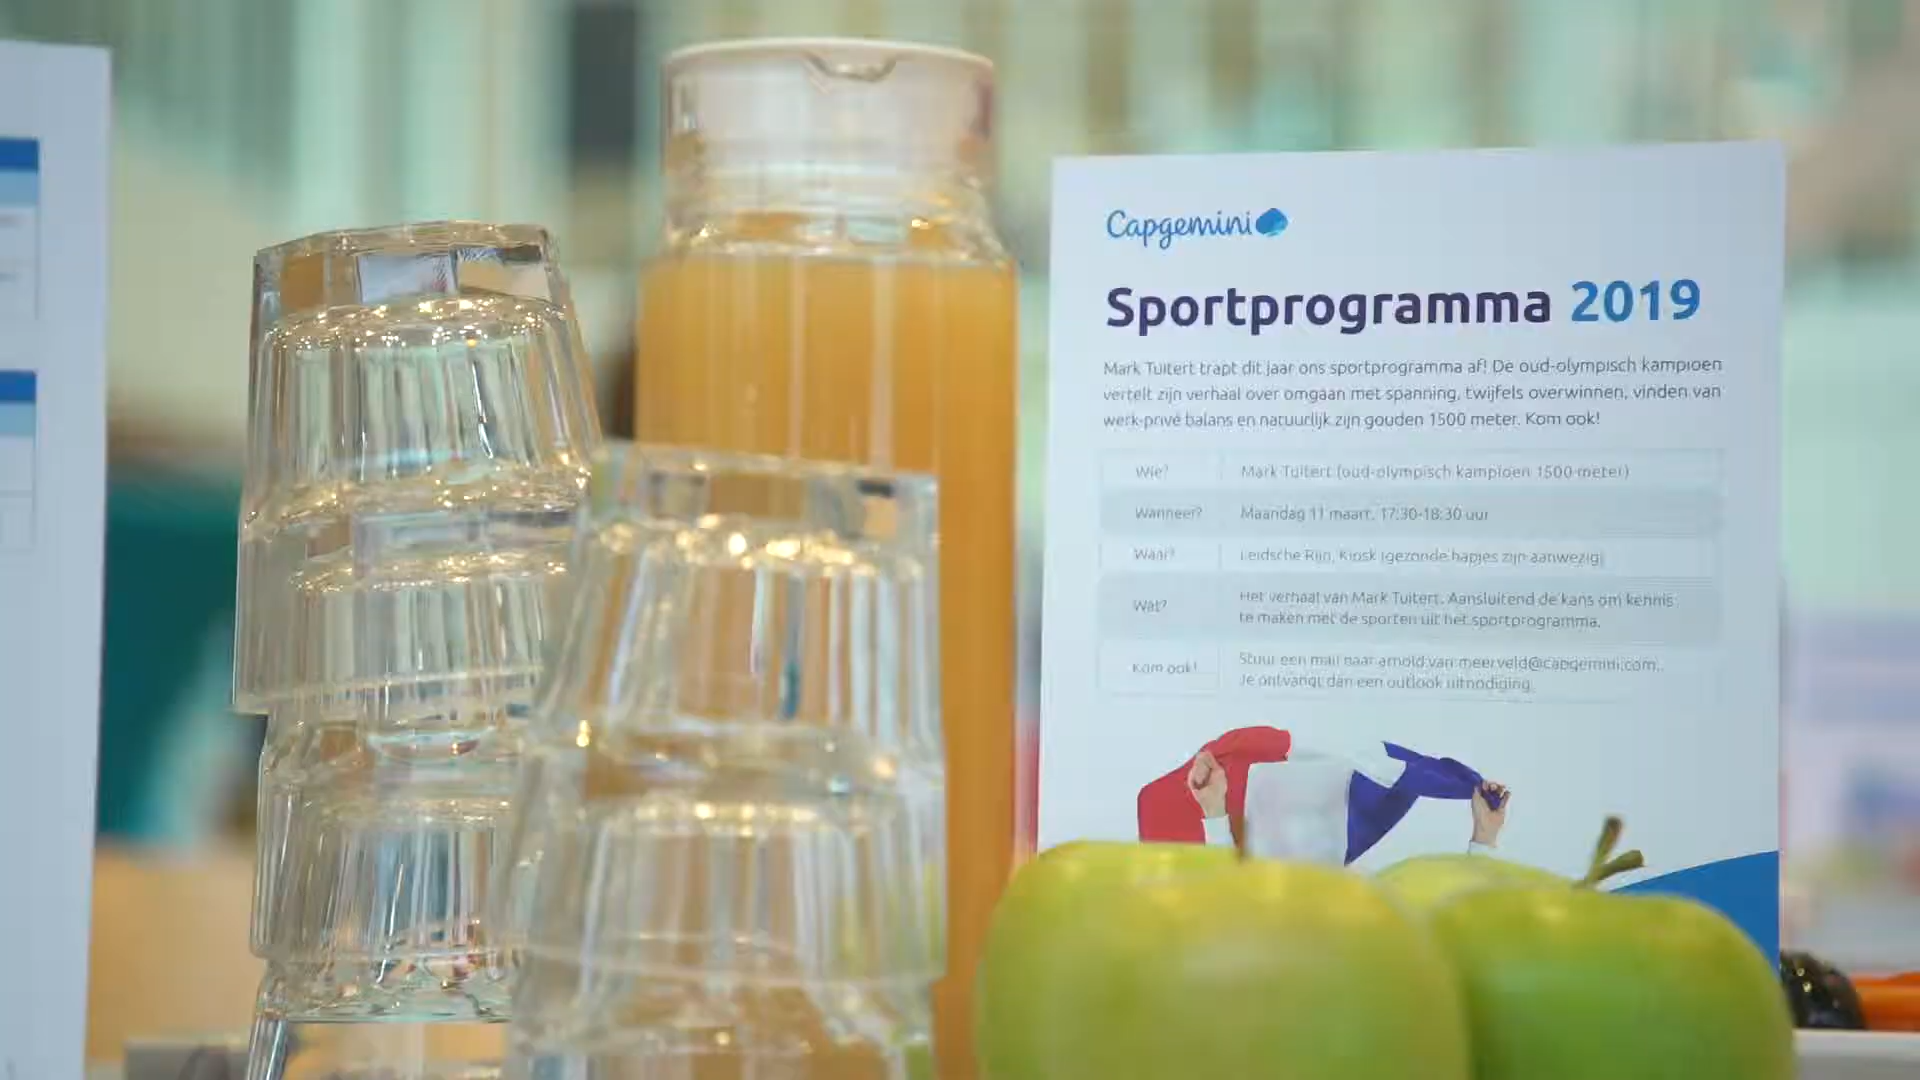 Capgemini
Sportprogramma 2019
Mark Tuitert trapt dit jaar ons sportprogramma af! De oud-olympisch kampioen
vertelt zijn verhaal over omgaan met spanning, twijfels overwinnen, vinden van
werk-privé balans en natuurlijk zijn gouden 1500 meter. Kom ook!
Wie? Mark Tuitert (oud-olympisch kampioen 1500 meter)
Wanneer? Maandag 11 maart, 17:30-18:30 uur
Waar? Leidsche Rijn, Kiosk (gezonde hapjes zijn aanwezig)
Wat? Het verhaal van Mark Tuitert. Aansluitend de kans om kennis
te maken met de sporten uit het sportprogramma.
Kom ook! Stuur een mail naar arnold.van.meerveld@capgemini.com.
Je ontvangt dan een outlook uitnodiging.